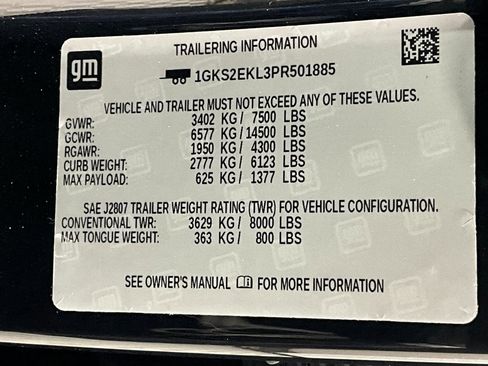 gm
TRAILERING INFORMATION
1GKS2EKL3PR501885
VEHICLE AND TRAILER MUST NOT EXCEED ANY OF THESE VALUES.
GVWR: 3402 KG/ 7500 LBS
GCWR: 6577 KG/14500 LBS
RGAWR: 1950 KG/ 4300 LBS
CURB WEIGHT: 2777 KG/ 6123 LBS
MAX PAYLOAD: 625 KG/ 1377 LBS
SAE J2807 TRAILER WEIGHT RATING (TWR) FOR VEHICLE CONFIGURATION.
CONVENTIONAL TWR: 3629 KG/ 8000 LBS
MAX TONGUE WEIGHT: 363 KG/ 800 LBS
SEE OWNER'S MANUAL FOR MORE INFORMATION